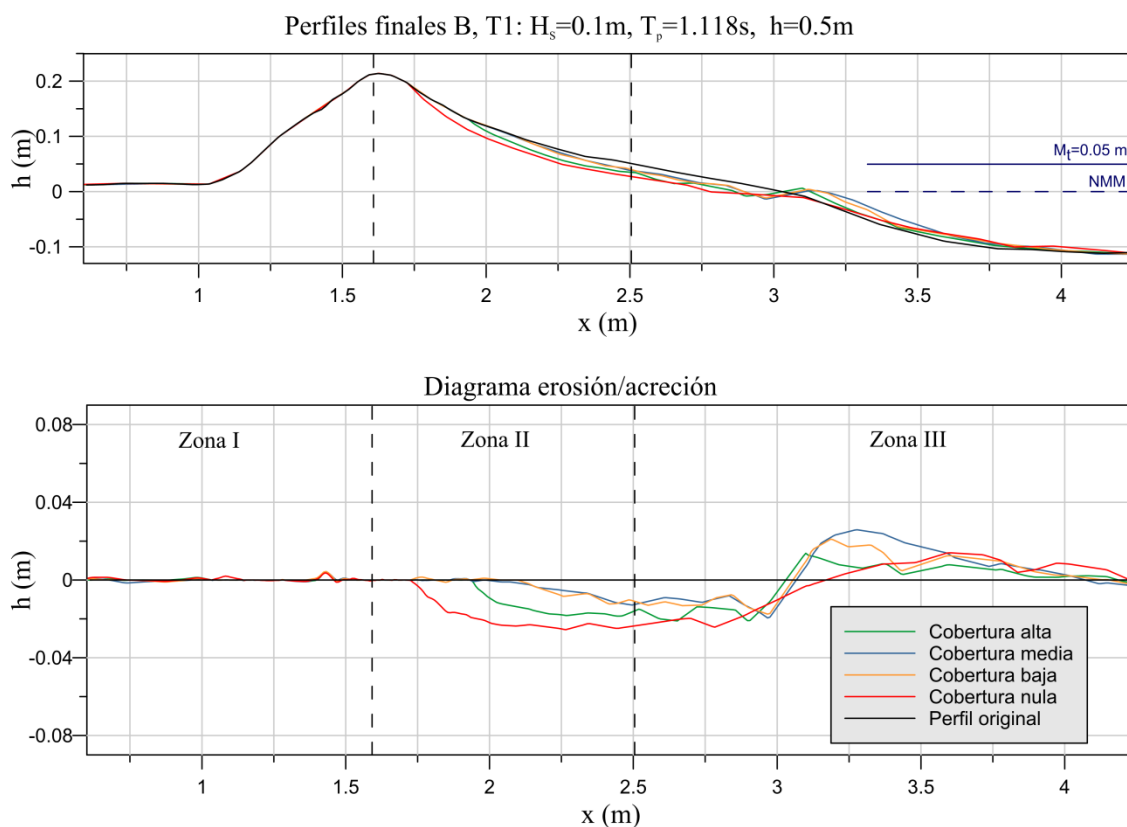 Perfiles finales B, T1: Hs=0.1m, Tp=1.118s, h=0.5m
h (m)
0.2
0.1
0
-0.1
Mt=0.05 m
NMM
1
1.5
2
2.5
3
3.5
4
x (m)
Diagrama erosión/acreción
h (m)
0.08
0.04
0
-0.04
-0.08
Zona I
Zona II
Zona III
Cobertura alta
Cobertura media
Cobertura baja
Cobertura nula
Perfil original
1
1.5
2
2.5
3
3.5
4
x (m)